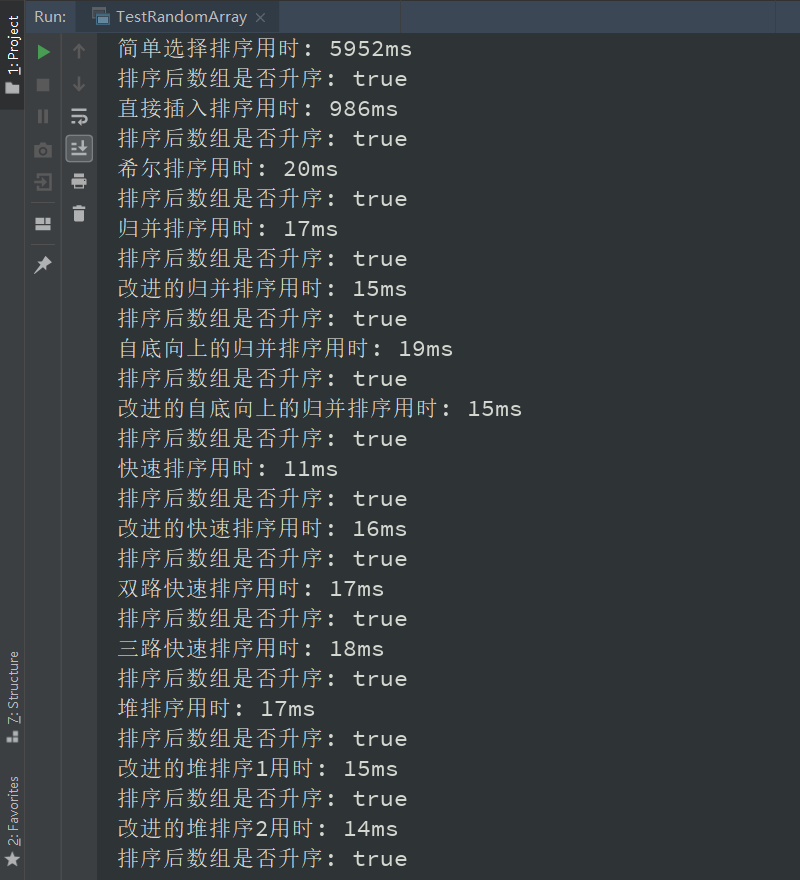 Run: TestRandomArray
1: Project
简单选择排序用时: 5952ms
排序后数组是否升序: true
直接插入排序用时: 986ms
排序后数组是否升序: true
希尔排序用时: 20ms
排序后数组是否升序: true
归并排序用时: 17ms
排序后数组是否升序: true
改进的归并排序用时: 15ms
排序后数组是否升序: true
自底向上的归并排序用时: 19ms
排序后数组是否升序: true
改进的自底向上的归并排序用时: 15ms
排序后数组是否升序: true
快速排序用时: 11ms
排序后数组是否升序: true
改进的快速排序用时: 16ms
排序后数组是否升序: true
双路快速排序用时: 17ms
排序后数组是否升序: true
三路快速排序用时: 18ms
排序后数组是否升序: true
堆排序用时: 17ms
排序后数组是否升序: true
改进的堆排序1用时: 15ms
排序后数组是否升序: true
改进的堆排序2用时: 14ms
排序后数组是否升序: true
7: Structure
2: Favorites